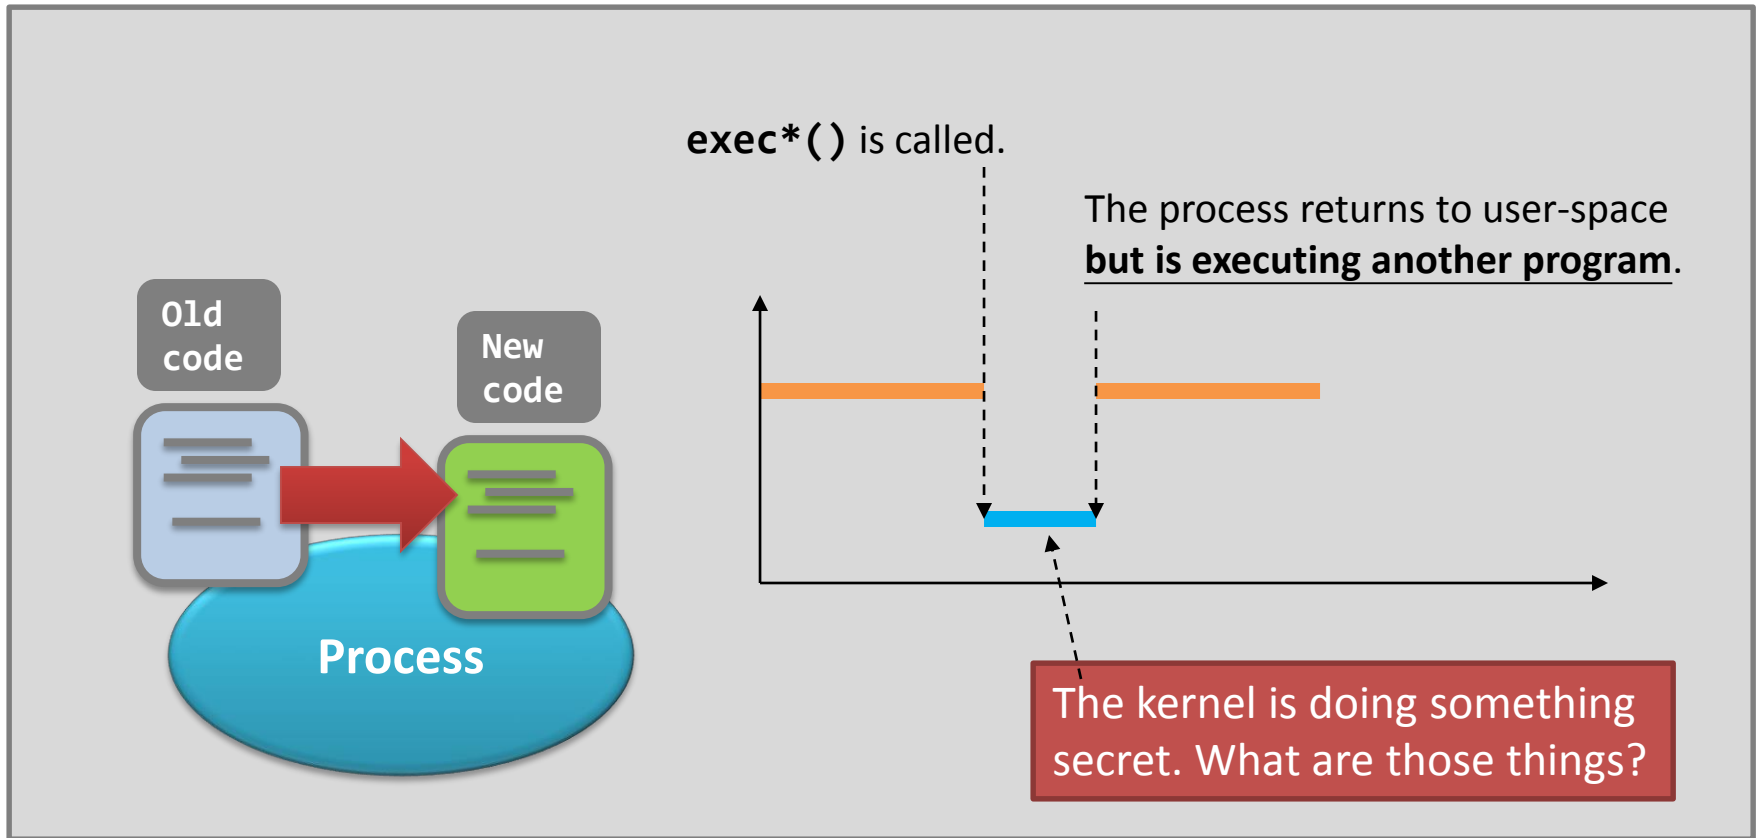 exec*() is called.
The process returns to user-space
but is executing another program.
Old
code
New
code
Process
The kernel is doing something
secret. What are those things?